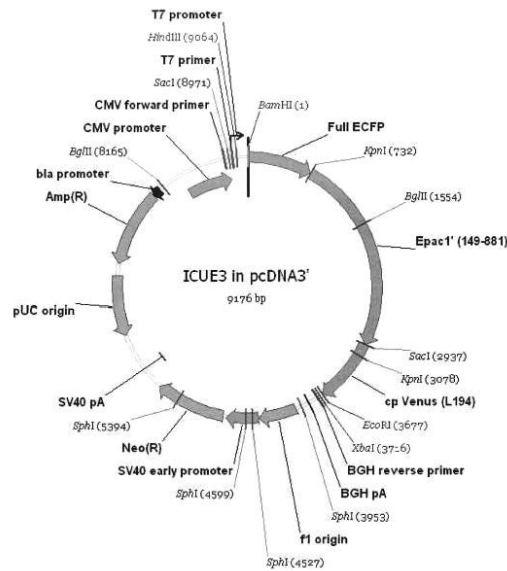 T7 promoter
HindIII (9064)
T7 primer
SacI (8971)
CMV forward primer
CMV promoter
BglII (8165)
bla promoter
Amp(R)
pUC origin
SV40 pA
SphI (5394)
Neo(R)
SV40 early promoter
SphI (4599)
SphI (4527)
f1 origin
SphI (3953)
BGH pA
BGH reverse primer
XbaI (3716)
EcoRI (3677)
cp Venus (L194)
KpnI (3078)
SacI (2937)
Epac1' (149-881)
BglII (1554)
KpnI (732)
Full ECFP
BamHI (1)
ICUE3 in pcDNA3'
9176 bp